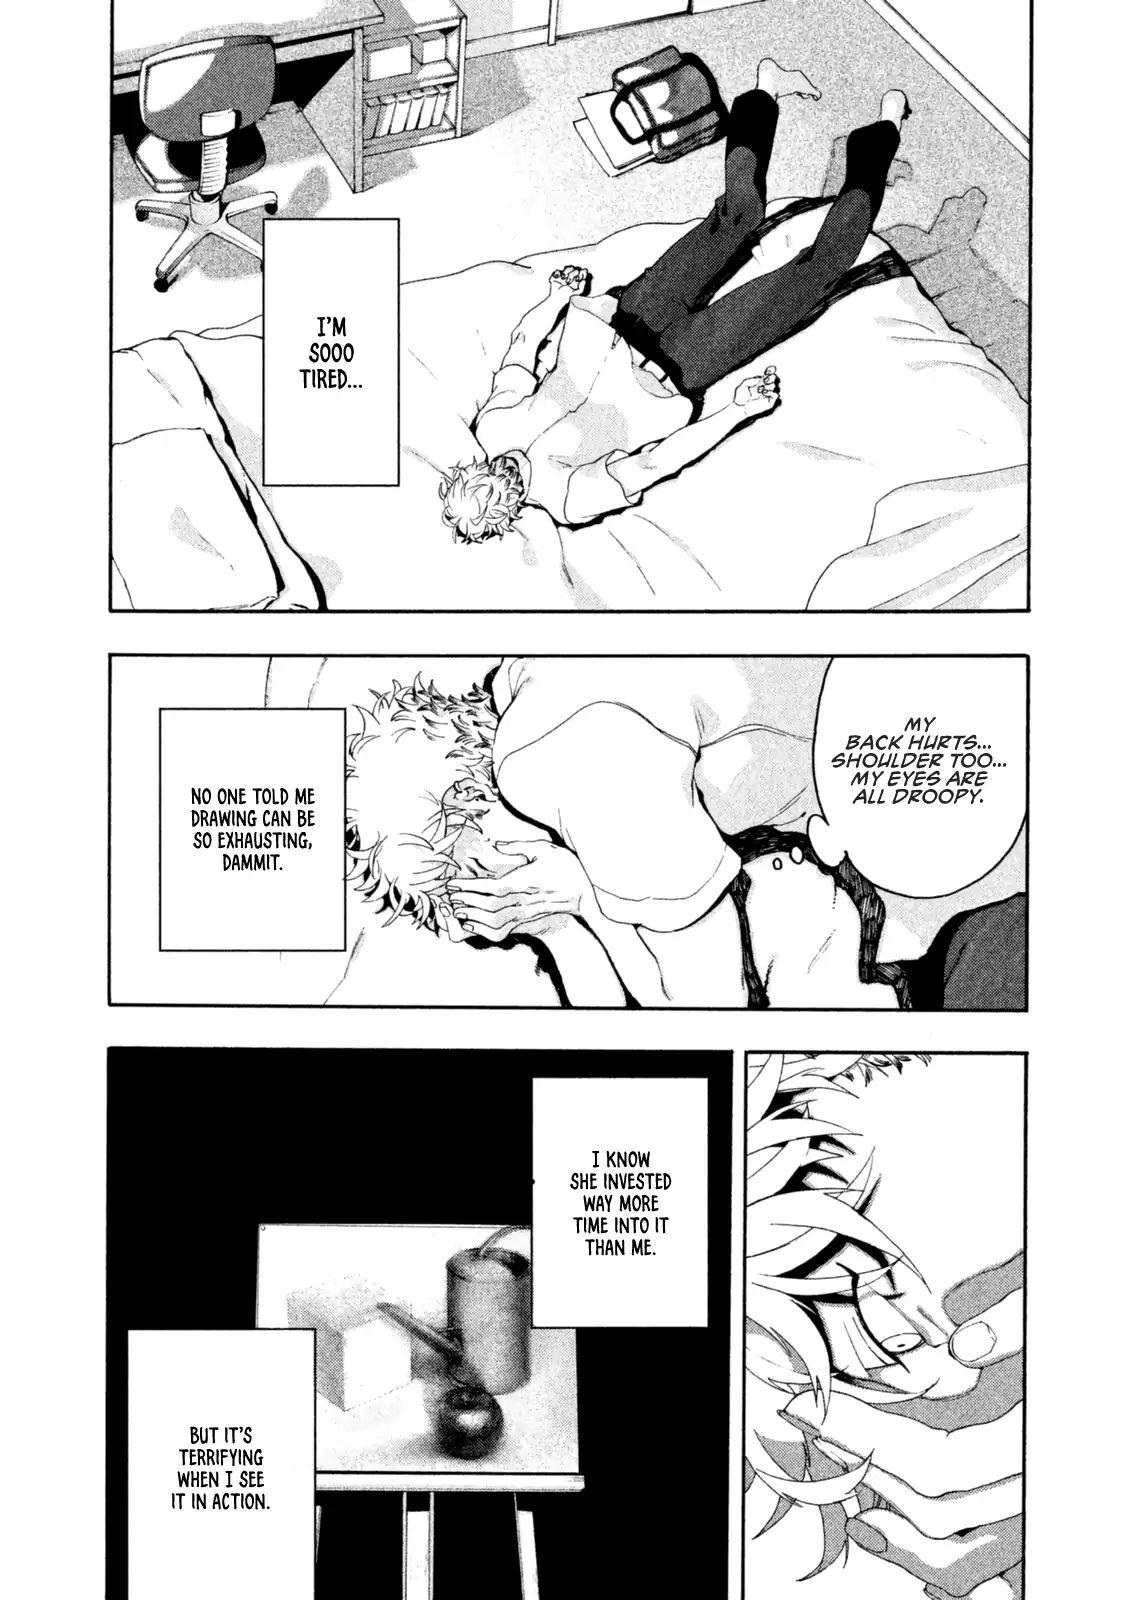 I'M
SOOO
TIRED...
MY
BACK HURTS...
SHOULDER TOO...
MY EYES ARE
ALL DROOPY.
NO ONE TOLD ME
DRAWING CAN BE
SO EXHAUSTING,
DAMMIT.
I KNOW
SHE INVESTED
WAY MORE
TIME INTO IT
THAN ME.
BUT IT'S
TERRIFYING
WHEN I SEE
IT IN ACTION.